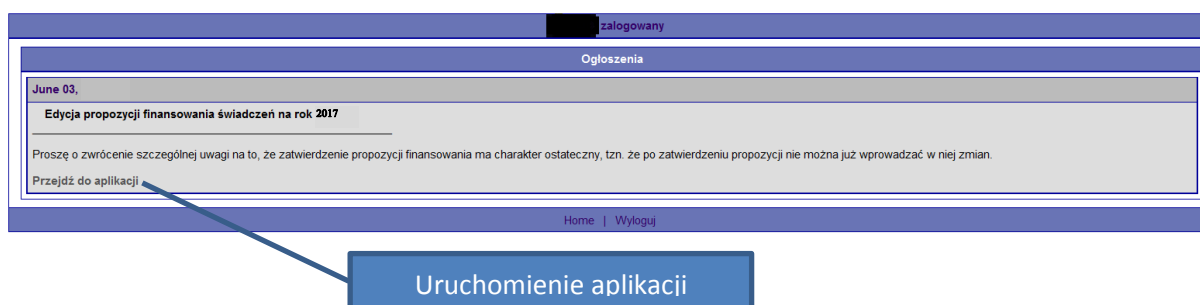 zalogowany
Ogłoszenia
June 03,
Edycja propozycji finansowania świadczeń na rok 2017
Proszę o zwrócenie szczególnej uwagi na to, że zatwierdzenie propozycji finansowania ma charakter ostateczny, tzn. że po zatwierdzeniu propozycji nie można już wprowadzać w niej zmian.
Przejdź do aplikacji
Home | Wyloguj
Uruchomienie aplikacji